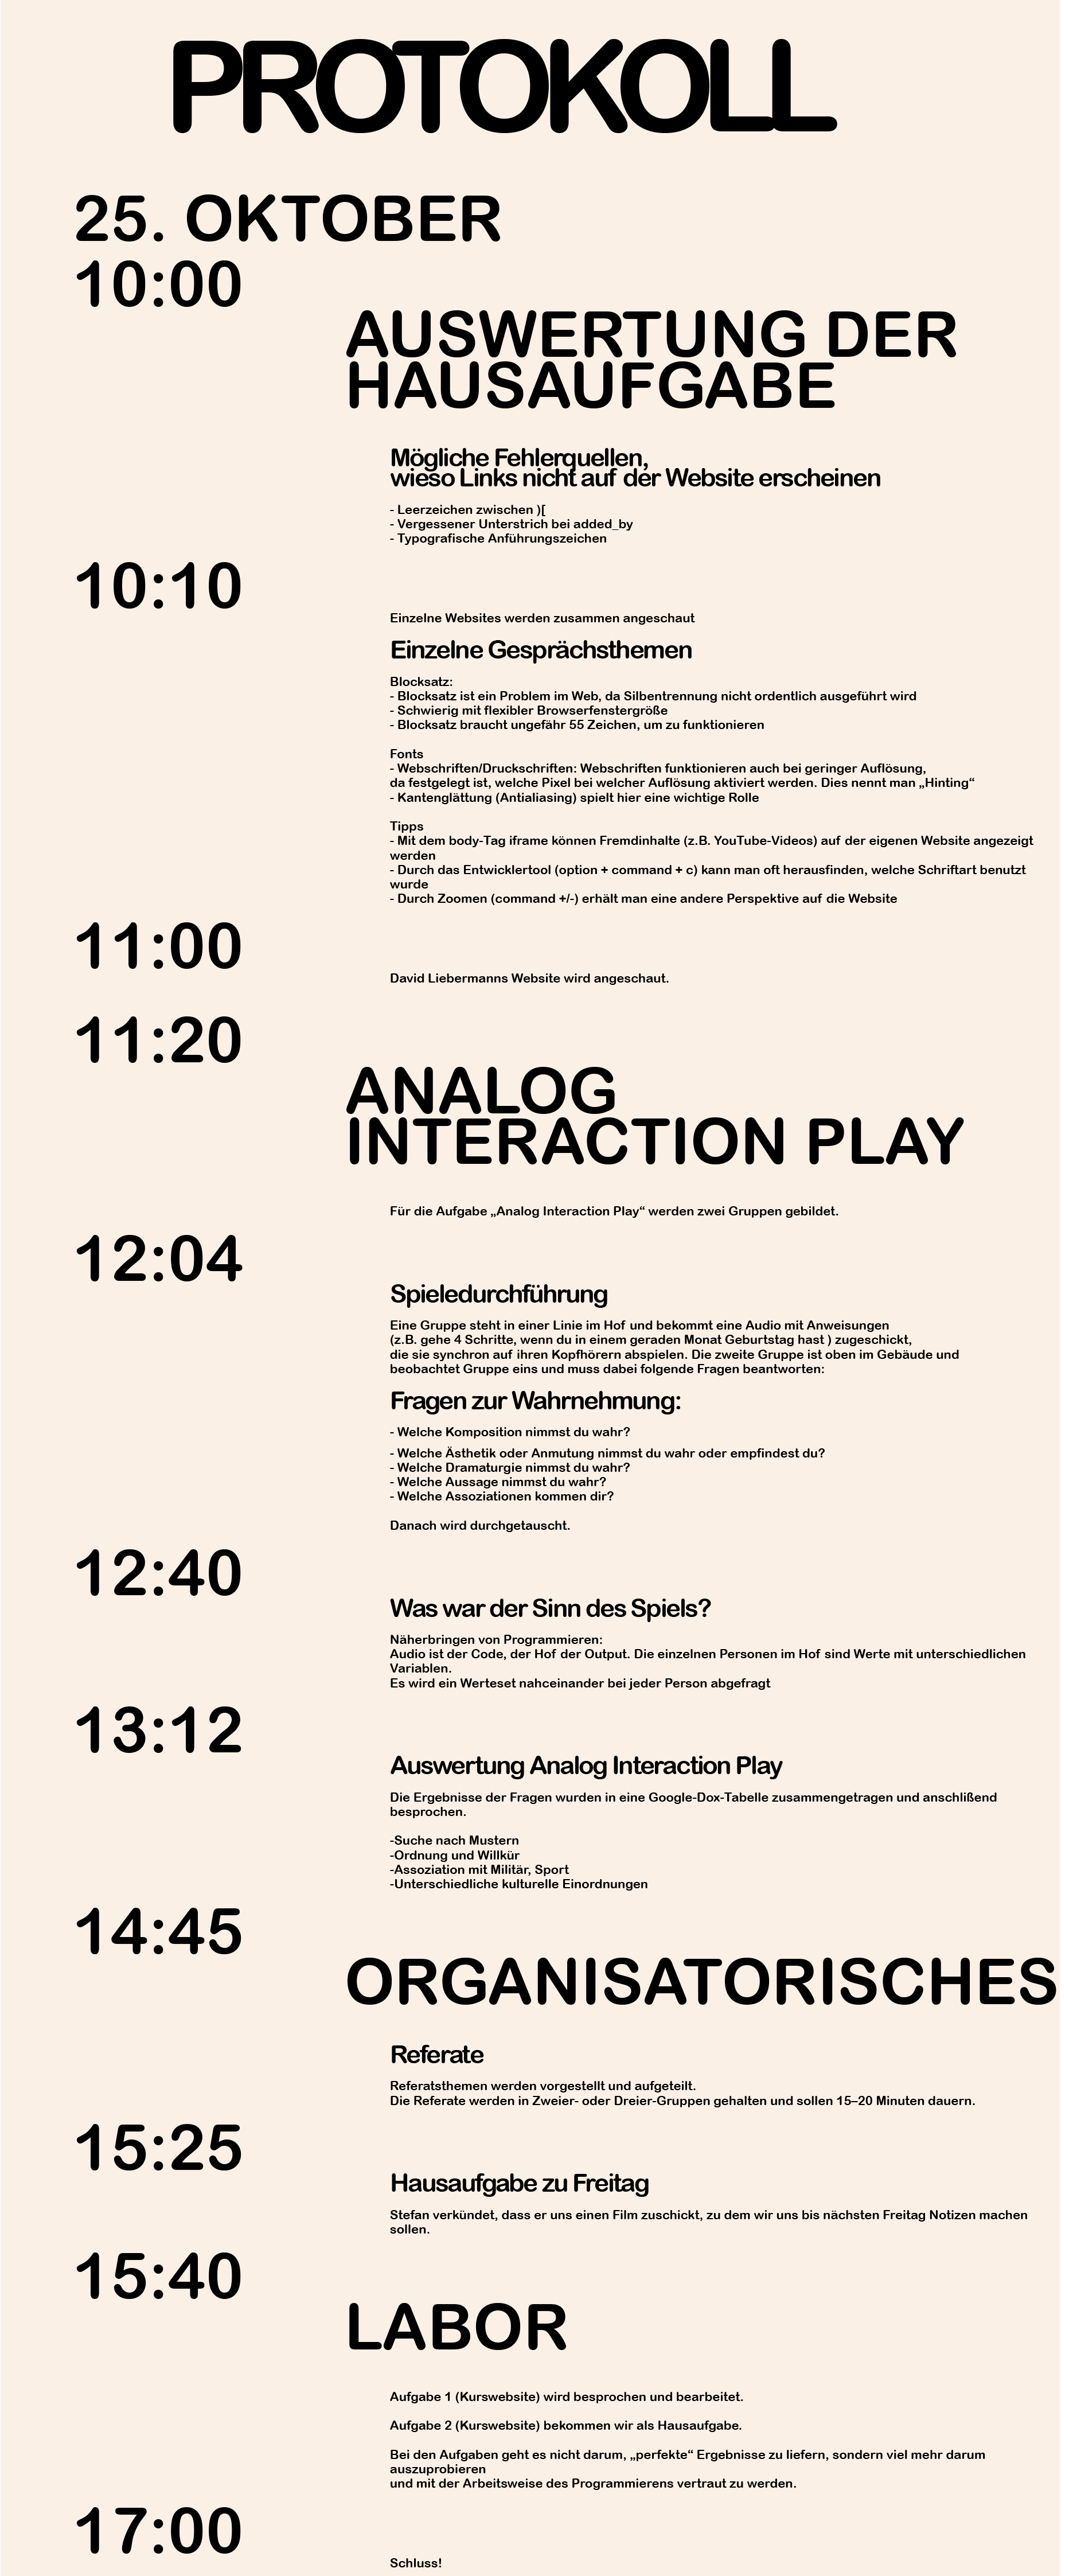 PROTOKOLL
25. OKTOBER
10:00
AUSWERTUNG DER
HAUSAUFGABE
Mögliche Fehlerquellen,
wieso Links nicht auf der Website erscheinen
- Leerzeichen zwischen )[
- Vergessener Unterstrich bei added_by
- Typografische Anführungszeichen
10:10
Einzelne Websites werden zusammen angeschaut
Einzelne Gesprächsthemen
Blocksatz:
- Blocksatz ist ein Problem im Web, da Silbentrennung nicht ordentlich ausgeführt wird
- Schwierig mit flexibler Browserfenstergröße
- Blocksatz braucht ungefähr 55 Zeichen, um zu funktionieren
Fonts
- Webschriften/Druckschriften: Webschriften funktionieren auch bei geringer Auflösung,
da festgelegt ist, welche Pixel bei welcher Auflösung aktiviert werden. Dies nennt man „Hinting“
- Kantenglättung (Antialiasing) spielt hier eine wichtige Rolle
Tipps
- Mit dem body-Tag iframe können Fremdinhalte (z.B. YouTube-Videos) auf der eigenen Website angezeigt
werden
- Durch das Entwicklertool (option + command + c) kann man oft herausfinden, welche Schriftart benutzt
wurde
- Durch Zoomen (command +/-) erhält man eine andere Perspektive auf die Website
11:00
David Liebermanns Website wird angeschaut.
11:20
ANALOG
INTERACTION PLAY
Für die Aufgabe „Analog Interaction Play“ werden zwei Gruppen gebildet.
12:04
Spieledurchführung
Eine Gruppe steht in einer Linie im Hof und bekommt eine Audio mit Anweisungen
(z.B. gehe 4 Schritte, wenn du in einem geraden Monat Geburtstag hast ) zugeschickt,
die sie synchron auf ihren Kopfhörern abspielen. Die zweite Gruppe ist oben im Gebäude und
beobachtet Gruppe eins und muss dabei folgende Fragen beantworten:
Fragen zur Wahrnehmung:
- Welche Komposition nimmst du wahr?
- Welche Ästhetik oder Anmutung nimmst du wahr oder empfindest du?
- Welche Dramaturgie nimmst du wahr?
- Welche Aussage nimmst du wahr?
- Welche Assoziationen kommen dir?
Danach wird durchgetauscht.
12:40
Was war der Sinn des Spiels?
Näherbringen von Programmieren:
Audio ist der Code, der Hof der Output. Die einzelnen Personen im Hof sind Werte mit unterschiedlichen
Variablen.
Es wird ein Werteset nahceinander bei jeder Person abgefragt
13:12
Auswertung Analog Interaction Play
Die Ergebnisse der Fragen wurden in eine Google-Dox-Tabelle zusammengetragen und anschlißend
besprochen.
-Suche nach Mustern
-Ordnung und Willkür
-Assoziation mit Militär, Sport
-Unterschiedliche kulturelle Einordnungen
14:45
ORGANISATORISCHES
Referate
Referatsthemen werden vorgestellt und aufgeteilt.
Die Referate werden in Zweier- oder Dreier-Gruppen gehalten und sollen 15–20 Minuten dauern.
15:25
Hausaufgabe zu Freitag
Stefan verkündet, dass er uns einen Film zuschickt, zu dem wir uns bis nächsten Freitag Notizen machen
sollen.
15:40
LABOR
Aufgabe 1 (Kurswebsite) wird besprochen und bearbeitet.
Aufgabe 2 (Kurswebsite) bekommen wir als Hausaufgabe.
Bei den Aufgaben geht es nicht darum, „perfekte“ Ergebnisse zu liefern, sondern viel mehr darum
auszuprobieren
und mit der Arbeitsweise des Programmierens vertraut zu werden.
17:00
Schluss!